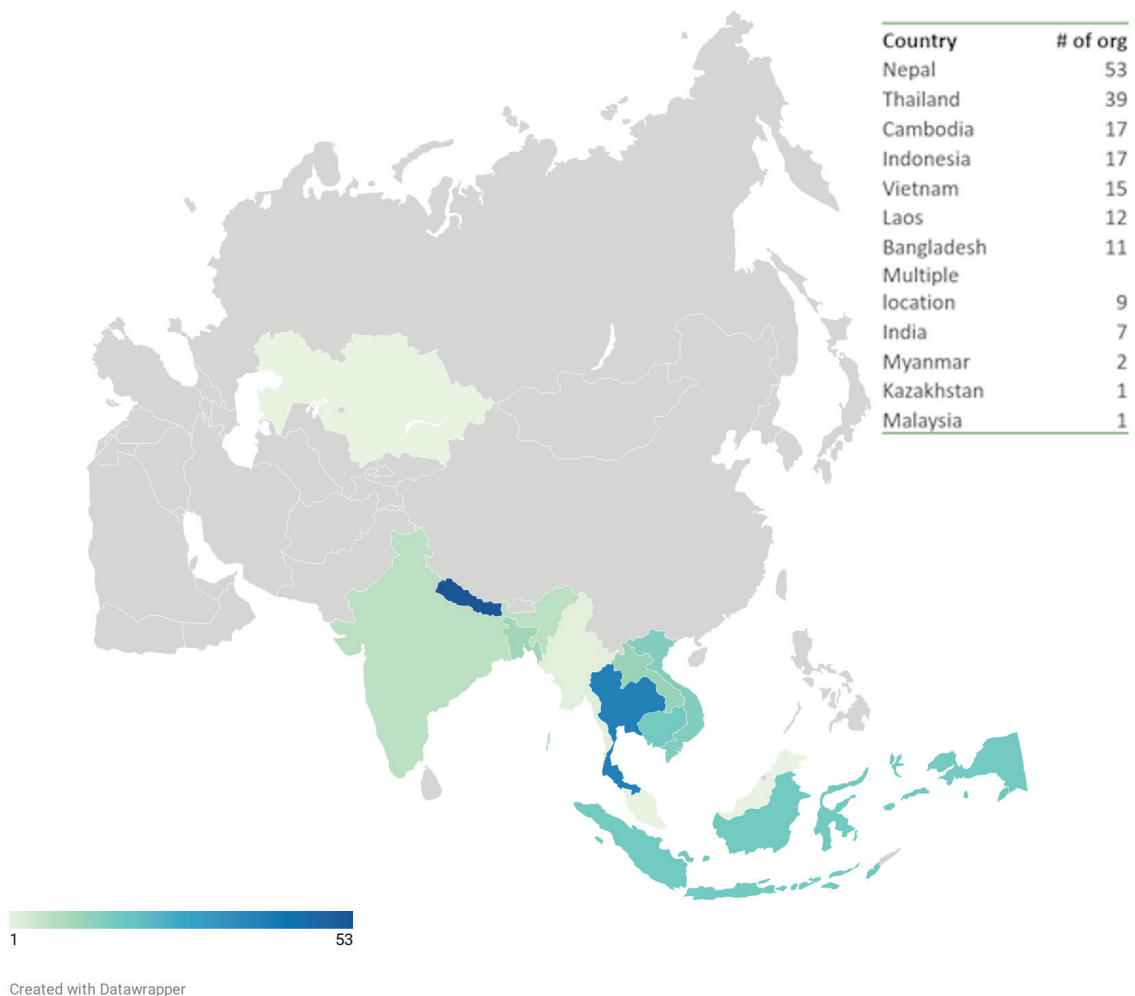 Country # of org
Nepal 53
Thailand 39
Cambodia 17
Indonesia 17
Vietnam 15
Laos 12
Bangladesh 11
Multiple
location 9
India 7
Myanmar 2
Kazakhstan 1
Malaysia 1
1 53
Created with Datawrapper